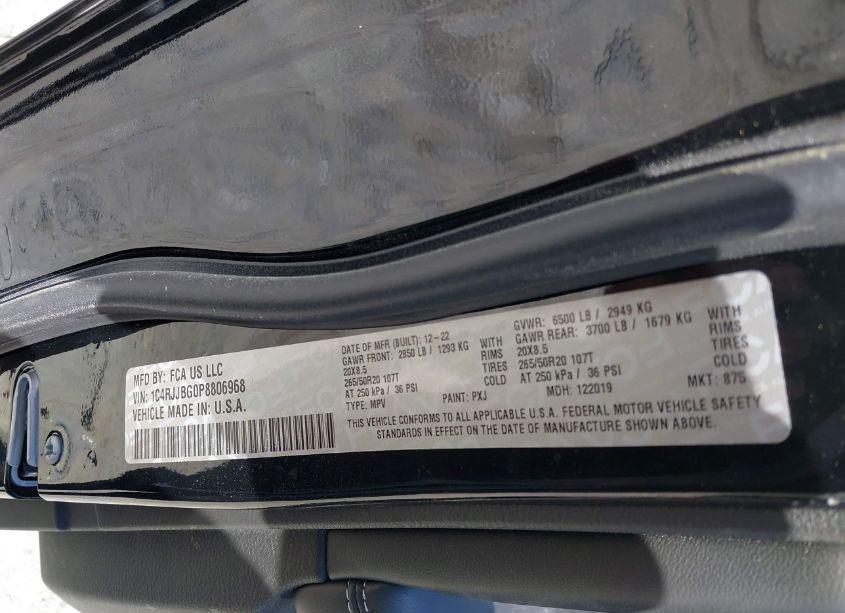 MFD BY: FCA US LLC
VIN: 1C4RJJBG0P8806968
VEHICLE MADE IN U.S.A.
DATE OF MFR (BUILT): 12-22
GAWR FRONT: 2850 LB / 1293 KG WITH
20X8.5 RIMS
265/50R20 107T TIRES
AT 250 kPa / 36 PSI COLD
TYPE: MPV PAINT: PXJ
GVWR: 6500 LB / 2949 KG
GAWR REAR: 3700 LB / 1679 KG WITH
20X8.5 RIMS
265/50R20 107T TIRES
AT 250 kPa / 36 PSI COLD
MDH: 122019 MKT: 875
THIS VEHICLE CONFORMS TO ALL APPLICABLE U.S.A. FEDERAL MOTOR VEHICLE SAFETY
STANDARDS IN EFFECT ON THE DATE OF MANUFACTURE SHOWN ABOVE.